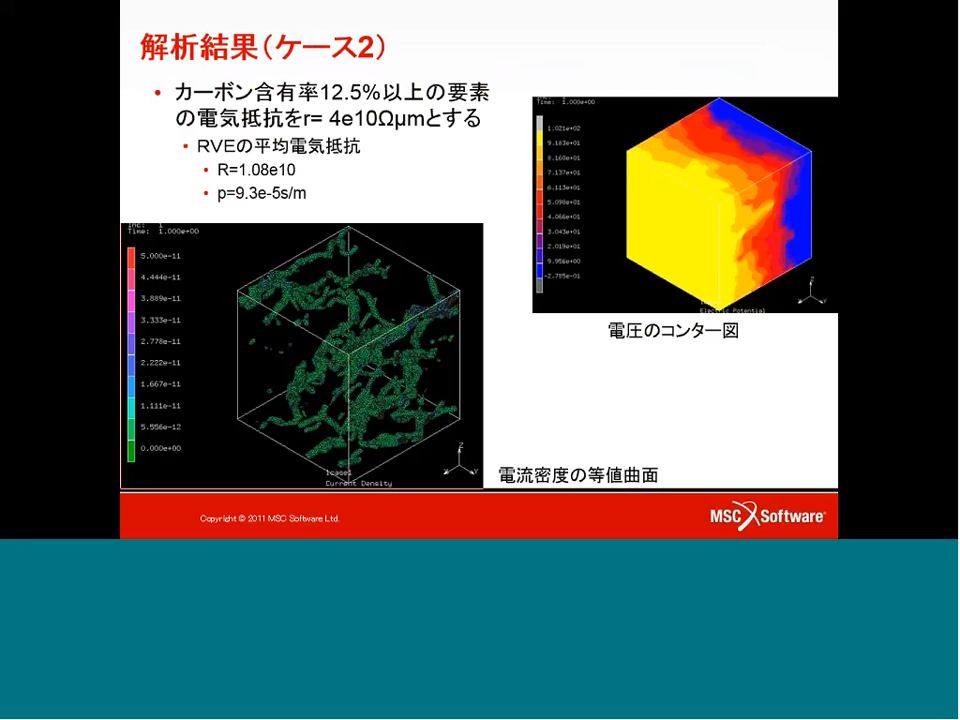 解析結果（ケース2）
• カーボン含有率12.5%以上の要素
の電気抵抗をr= 4e10Ωμmとする
• RVEの平均電気抵抗
• R=1.08e10
• p=9.3e-5s/m
Inc: 1
Time: 1.000e+00
1.021e+02
9.183e+01
8.160e+01
7.137e+01
6.113e+01
5.090e+01
4.066e+01
3.043e+01
2.019e+01
9.956e+00
-2.785e-01
Electric Potential
Z
Y
電圧のコンター図
Inc: 1
Time: 1.000e+00
5.000e-11
4.444e-11
3.889e-11
3.333e-11
2.778e-11
2.222e-11
1.667e-11
1.111e-11
5.556e-12
0.000e+00
lcase1
Current Density
Z
X Y
電流密度の等値曲面
Copyright © 2011 MSC Software Ltd.
MSC Software